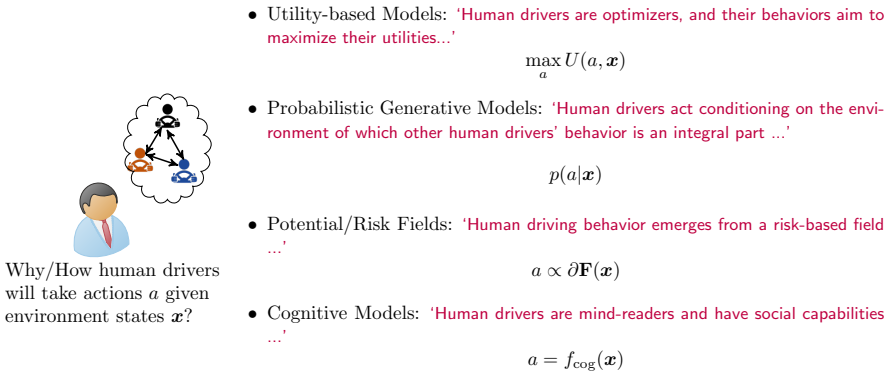 • Utility-based Models: ‘Human drivers are optimizers, and their behaviors aim to
maximize their utilities...’
max U(a, x)
a
• Probabilistic Generative Models: ‘Human drivers act conditioning on the envi-
ronment of which other human drivers’ behavior is an integral part ...’
p(a|x)
• Potential/Risk Fields: ‘Human driving behavior emerges from a risk-based field
...’
a ∝ ∂F(x)
• Cognitive Models: ‘Human drivers are mind-readers and have social capabilities
...’
a = f_cog(x)
Why/How human drivers
will take actions a given
environment states x?